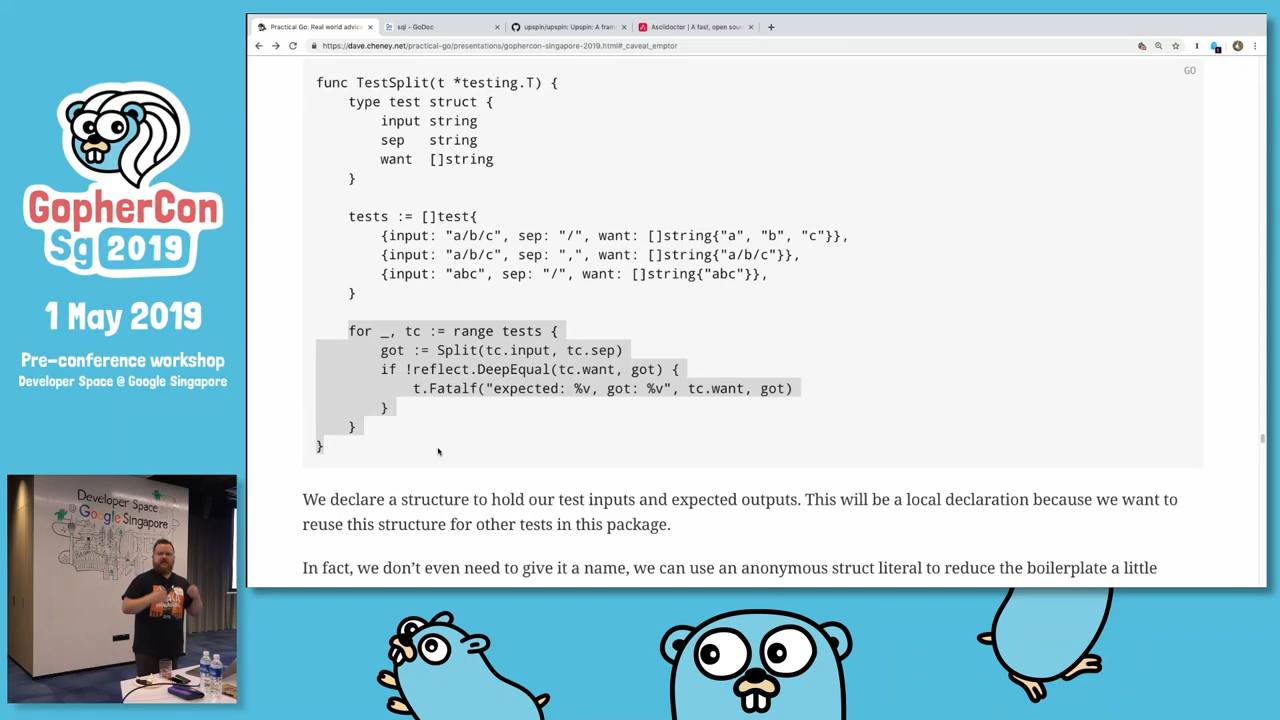 Practical Go: Real world advic
sql - GoDoc
upspin/upspin: Upspin: A fram
Asciidoctor | A fast, open sour
https://dave.cheney.net/practical-go/presentations/gophercon-singapore-2019.html#_caveat_emptor
GO
func TestSplit(t *testing.T) {
    type test struct {
        input string
        sep   string
        want  []string
    }
    tests := []test{
        {input: "a/b/c", sep: "/", want: []string{"a", "b", "c"}},
        {input: "a/b/c", sep: ",", want: []string{"a/b/c"}},
        {input: "abc", sep: "/", want: []string{"abc"}},
    }
    for _, tc := range tests {
        got := Split(tc.input, tc.sep)
        if !reflect.DeepEqual(tc.want, got) {
            t.Fatalf("expected: %v, got: %v", tc.want, got)
        }
    }
}
We declare a structure to hold our test inputs and expected outputs. This will be a local declaration because we want to
reuse this structure for other tests in this package.
In fact, we don’t even need to give it a name, we can use an anonymous struct literal to reduce the boilerplate a little
GopherCon
Sg 2019
1 May 2019
Pre-conference workshop
Developer Space @ Google Singapore
Developer Space
@ Google Singapore